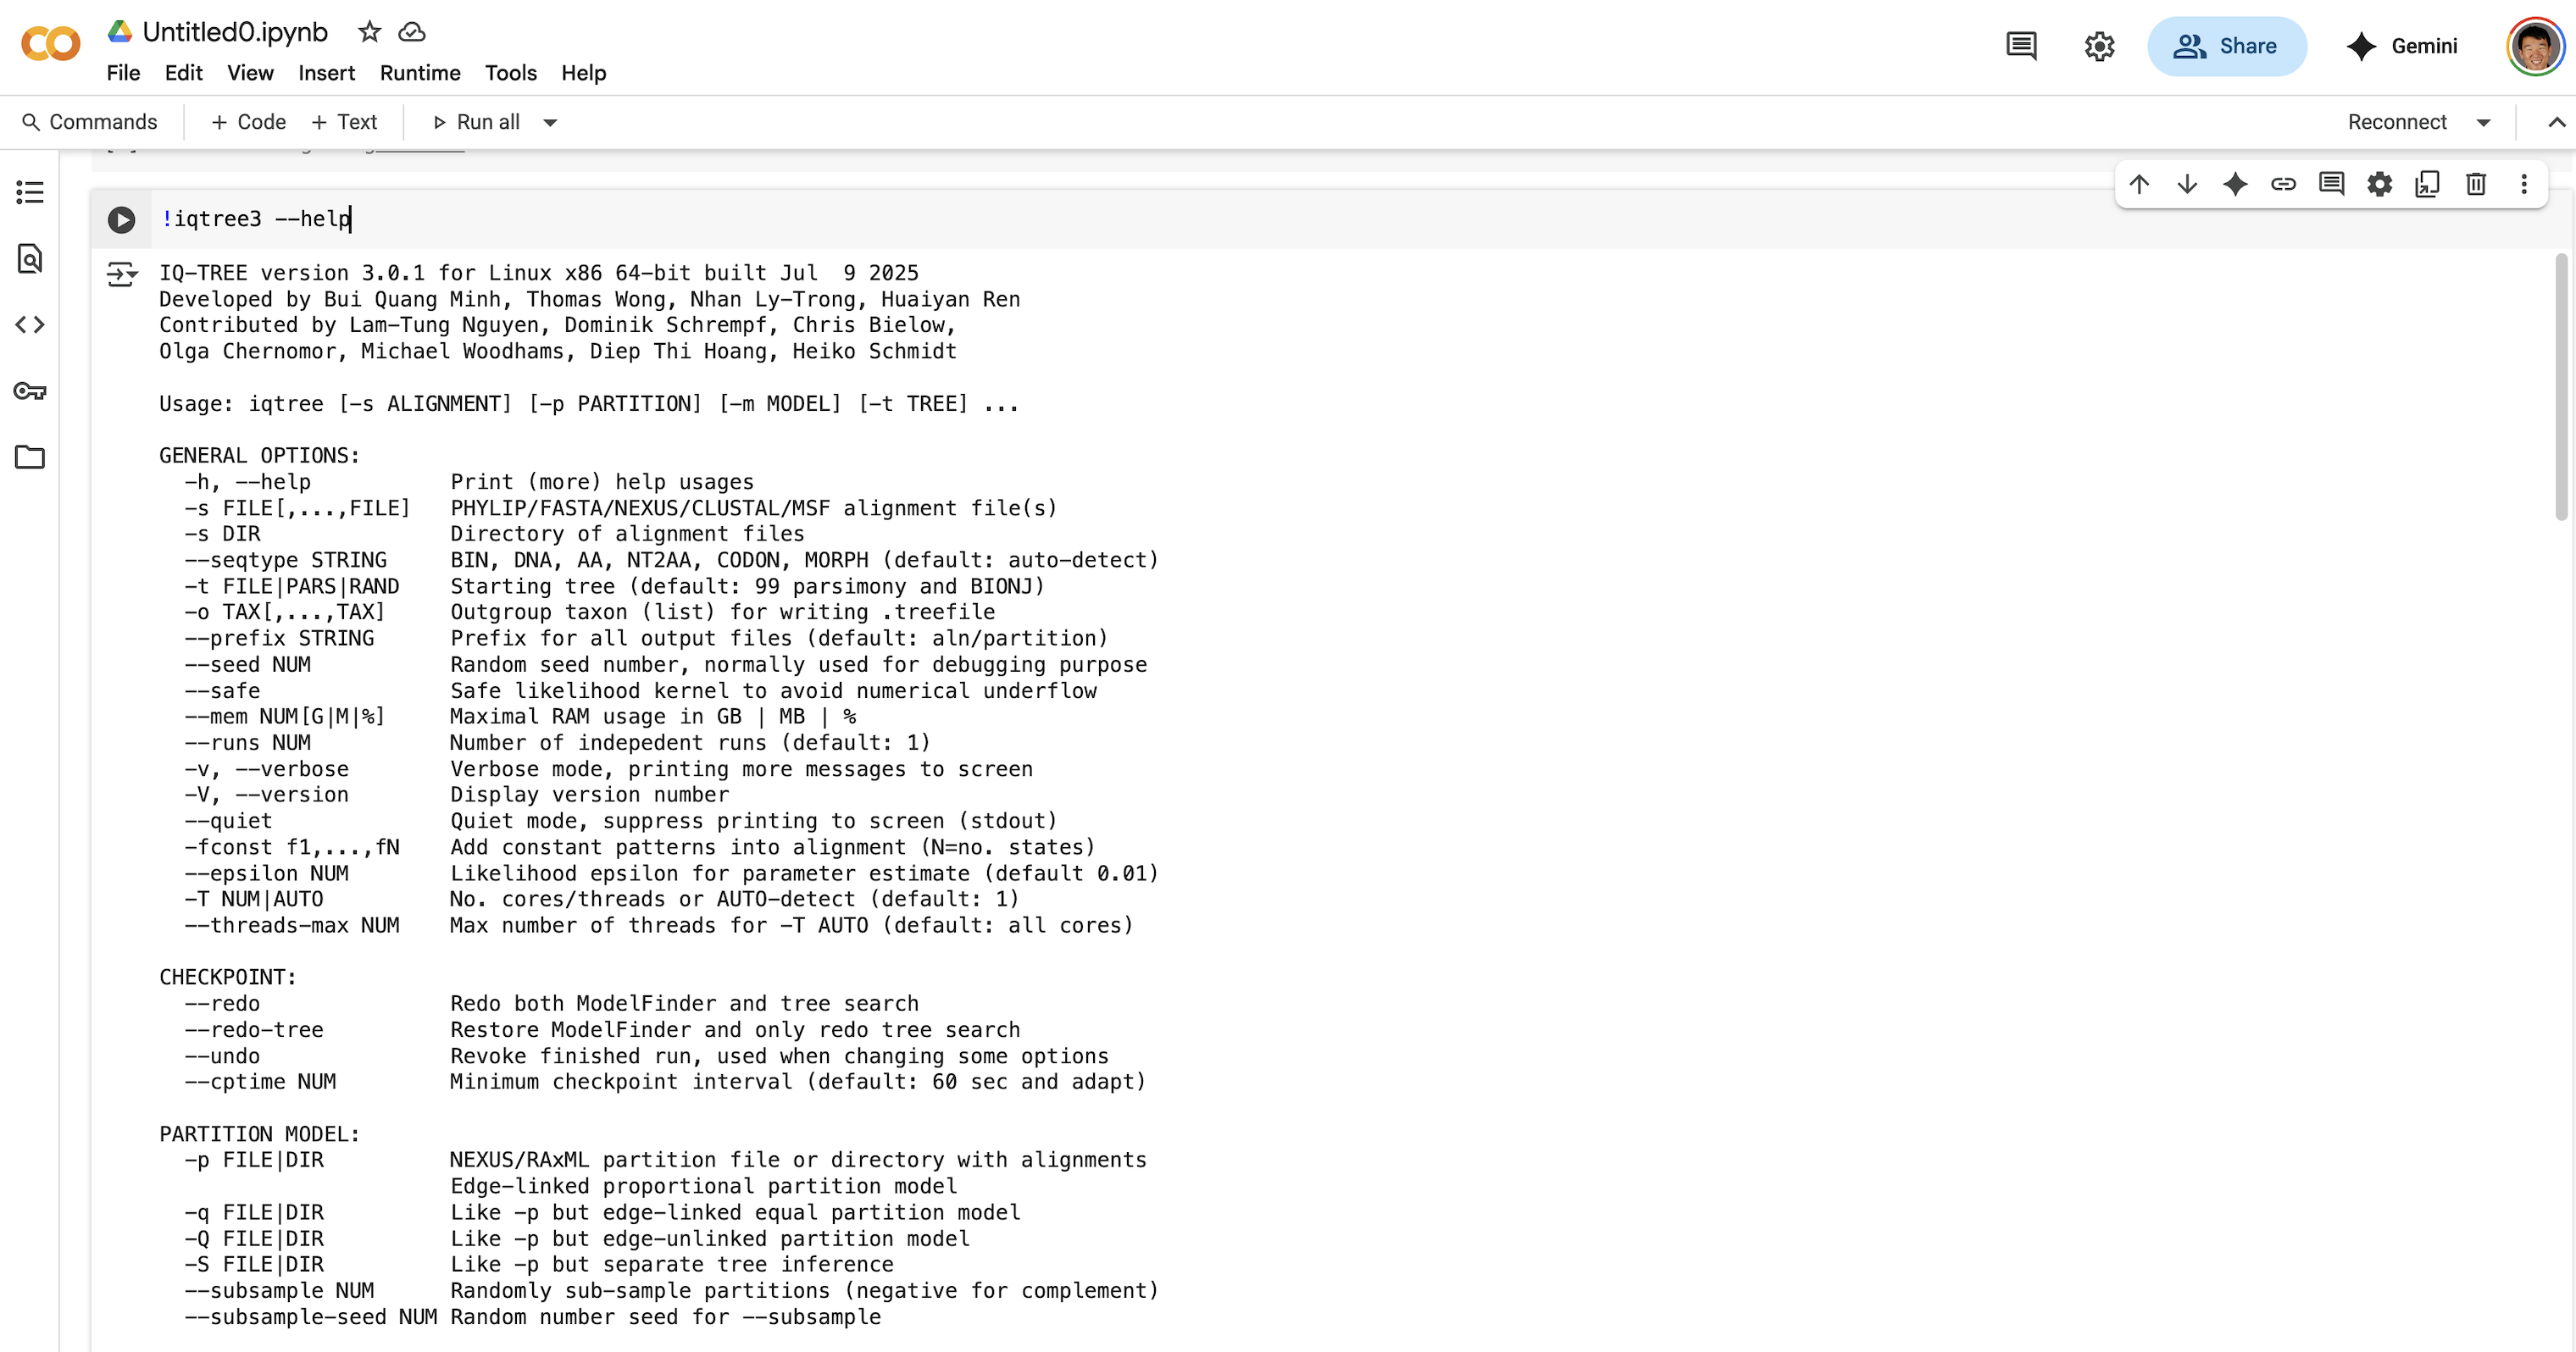 Untitled0.ipynb
File Edit View Insert Runtime Tools Help
Share
Gemini
Commands
+ Code + Text
Run all
Reconnect
!iqtree3 --help
IQ-TREE version 3.0.1 for Linux x86 64-bit built Jul  9 2025
Developed by Bui Quang Minh, Thomas Wong, Nhan Ly-Trong, Huaiyan Ren
Contributed by Lam-Tung Nguyen, Dominik Schrempf, Chris Bielow,
Olga Chernomor, Michael Woodhams, Diep Thi Hoang, Heiko Schmidt
Usage: iqtree [-s ALIGNMENT] [-p PARTITION] [-m MODEL] [-t TREE] ...
GENERAL OPTIONS:
-h, --help           Print (more) help usages
-s FILE[,...,FILE]   PHYLIP/FASTA/NEXUS/CLUSTAL/MSF alignment file(s)
-s DIR               Directory of alignment files
--seqtype STRING     BIN, DNA, AA, NT2AA, CODON, MORPH (default: auto-detect)
-t FILE|PARS|RAND    Starting tree (default: 99 parsimony and BIONJ)
-o TAX[,...,TAX]     Outgroup taxon (list) for writing .treefile
--prefix STRING      Prefix for all output files (default: aln/partition)
--seed NUM           Random seed number, normally used for debugging purpose
--safe               Safe likelihood kernel to avoid numerical underflow
--mem NUM[G|M|%]     Maximal RAM usage in GB | MB | %
--runs NUM           Number of indepedent runs (default: 1)
-v, --verbose        Verbose mode, printing more messages to screen
-V, --version        Display version number
--quiet              Quiet mode, suppress printing to screen (stdout)
-fconst f1,...,fN    Add constant patterns into alignment (N=no. states)
--epsilon NUM        Likelihood epsilon for parameter estimate (default 0.01)
-T NUM|AUTO          No. cores/threads or AUTO-detect (default: 1)
--threads-max NUM    Max number of threads for -T AUTO (default: all cores)
CHECKPOINT:
--redo               Redo both ModelFinder and tree search
--redo-tree          Restore ModelFinder and only redo tree search
--undo               Revoke finished run, used when changing some options
--cptime NUM         Minimum checkpoint interval (default: 60 sec and adapt)
PARTITION MODEL:
-p FILE|DIR          NEXUS/RAxML partition file or directory with alignments
Edge-linked proportional partition model
-q FILE|DIR          Like -p but edge-linked equal partition model
-Q FILE|DIR          Like -p but edge-unlinked partition model
-S FILE|DIR          Like -p but separate tree inference
--subsample NUM      Randomly sub-sample partitions (negative for complement)
--subsample-seed NUM Random number seed for --subsample